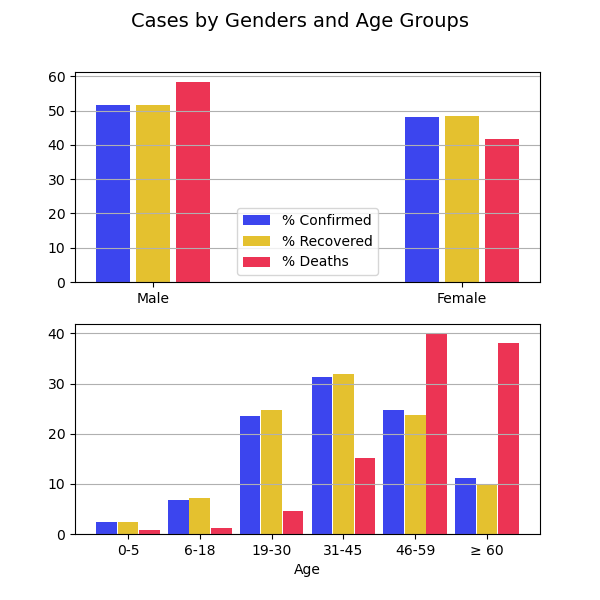 Cases by Genders and Age Groups
60
50
40
30
20
10
0
% Confirmed
% Recovered
% Deaths
Male Female
40
30
20
10
0
0-5 6-18 19-30 31-45 46-59 ≥ 60
Age